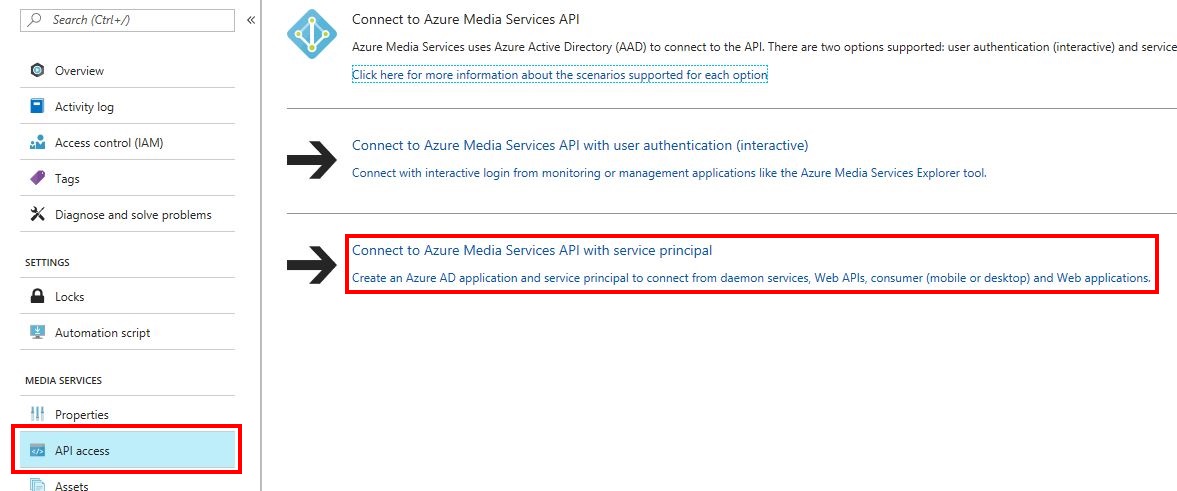 Search (Ctrl+/)
«
Overview
Activity log
Access control (IAM)
Tags
Diagnose and solve problems
SETTINGS
Locks
Automation script
MEDIA SERVICES
Properties
API access
Assets
Connect to Azure Media Services API
Azure Media Services uses Azure Active Directory (AAD) to connect to the API. There are two options supported: user authentication (interactive) and service
Click here for more information about the scenarios supported for each option
Connect to Azure Media Services API with user authentication (interactive)
Connect with interactive login from monitoring or management applications like the Azure Media Services Explorer tool.
Connect to Azure Media Services API with service principal
Create an Azure AD application and service principal to connect from daemon services, Web APIs, consumer (mobile or desktop) and Web applications.